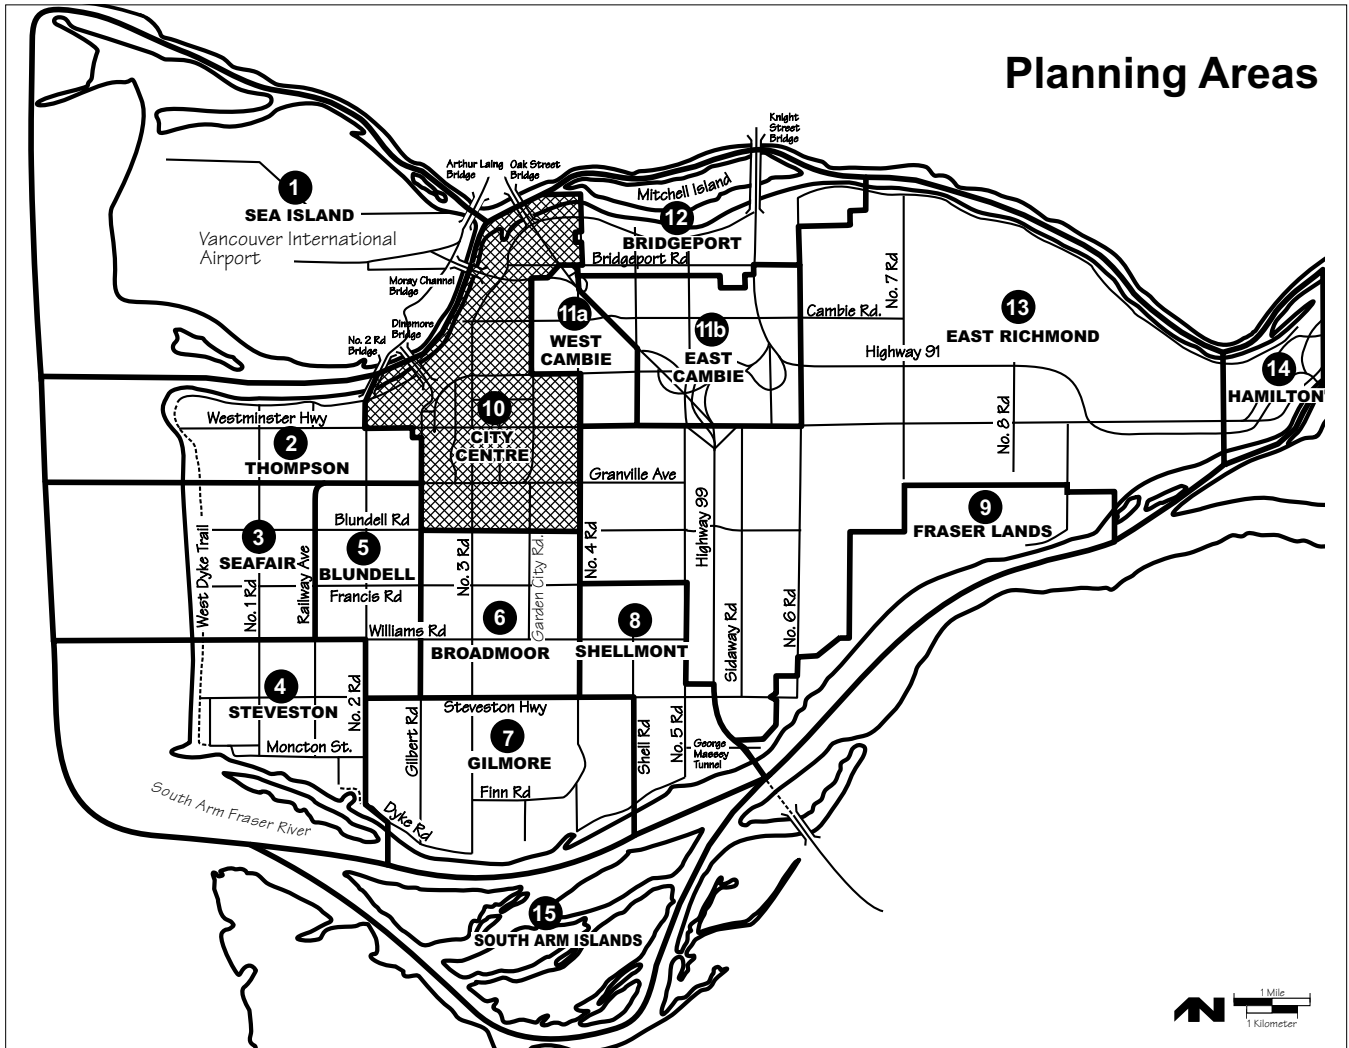 Planning Areas
Knight
Street
Bridge
Arthur Laing
Bridge
Oak Street
Bridge
Mitchell Island
1
SEA ISLAND
Vancouver International
Airport
12
BRIDGEPORT
Bridgeport Rd
Moray Channel
Bridge
No. 7 Rd
11a
WEST
CAMBIE
11b
EAST
CAMBIE
Cambie Rd.
13
EAST RICHMOND
Dinsmore
Bridge
No. 2 Rd
Bridge
Highway 91
14
HAMILTON
10
CITY
CENTRE
Westminster Hwy
2
THOMPSON
No. 8 Rd
Granville Ave
Highway 99
9
FRASER LANDS
Blundell Rd
West Dyke Trail
3
SEAFAIR
Railway Ave
5
BLUNDELL
No. 3 Rd
Garden City Rd.
No. 4 Rd
No. 1 Rd
Francis Rd
6
BROADMOOR
8
SHELLMONT
No. 6 Rd
Williams Rd
Sidaway Rd
4
STEVESTON
No. 2 Rd
Steveston Hwy
Gilbert Rd
7
GILMORE
Shell Rd
No. 5 Rd
George
Massey
Tunnel
Moncton St.
Finn Rd
Dyke Rd
South Arm Fraser River
15
SOUTH ARM ISLANDS
N
1 Mile
1 Kilometer